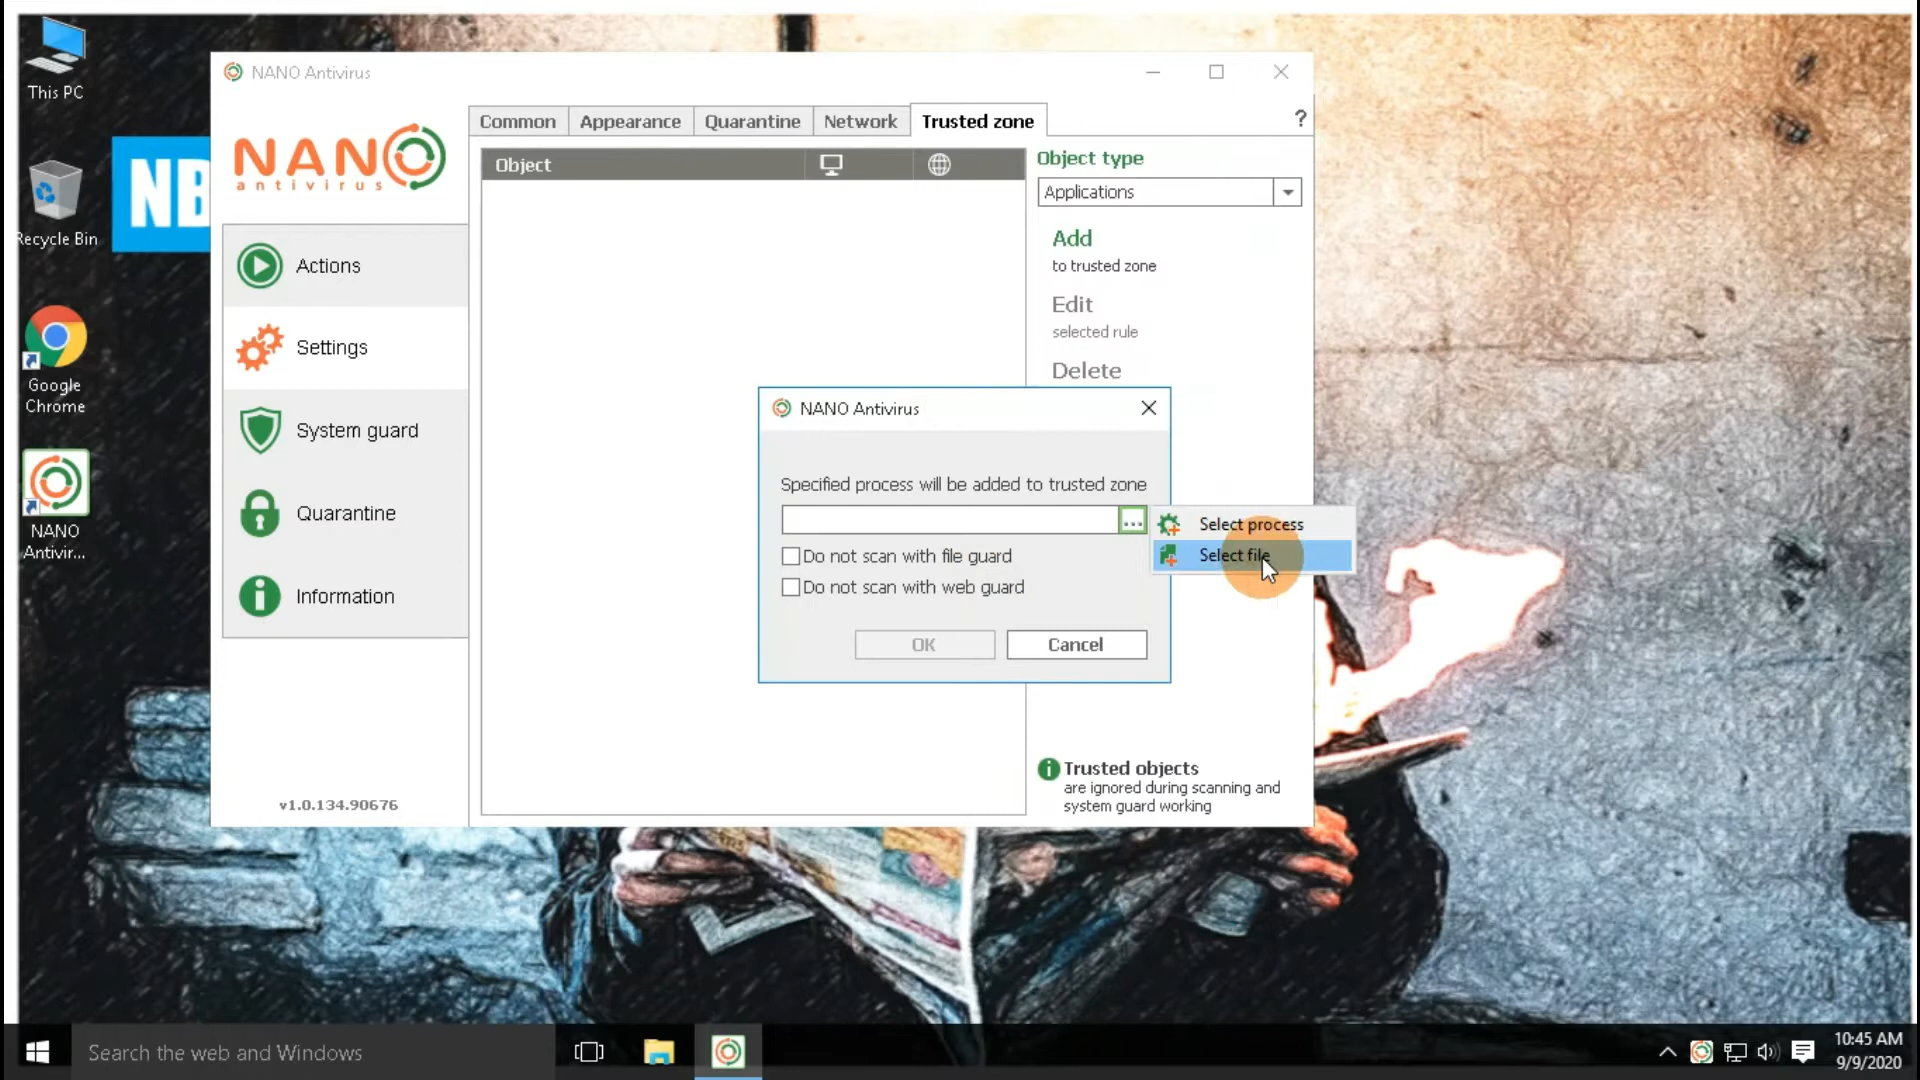 This PC
Recycle Bin
Google
Chrome
NANO
Antivir...
NB
NANO Antivirus
NANO
antivirus
Actions
Settings
System guard
Quarantine
Information
v1.0.134.90676
Common
Appearance
Quarantine
Network
Trusted zone
?
Object
Object type
Applications
Add
to trusted zone
Edit
selected rule
Delete
NANO Antivirus
Specified process will be added to trusted zone
...
Select process
Select file
Do not scan with file guard
Do not scan with web guard
OK
Cancel
Trusted objects
are ignored during scanning and
system guard working
Search the web and Windows
10:45 AM
9/9/2020